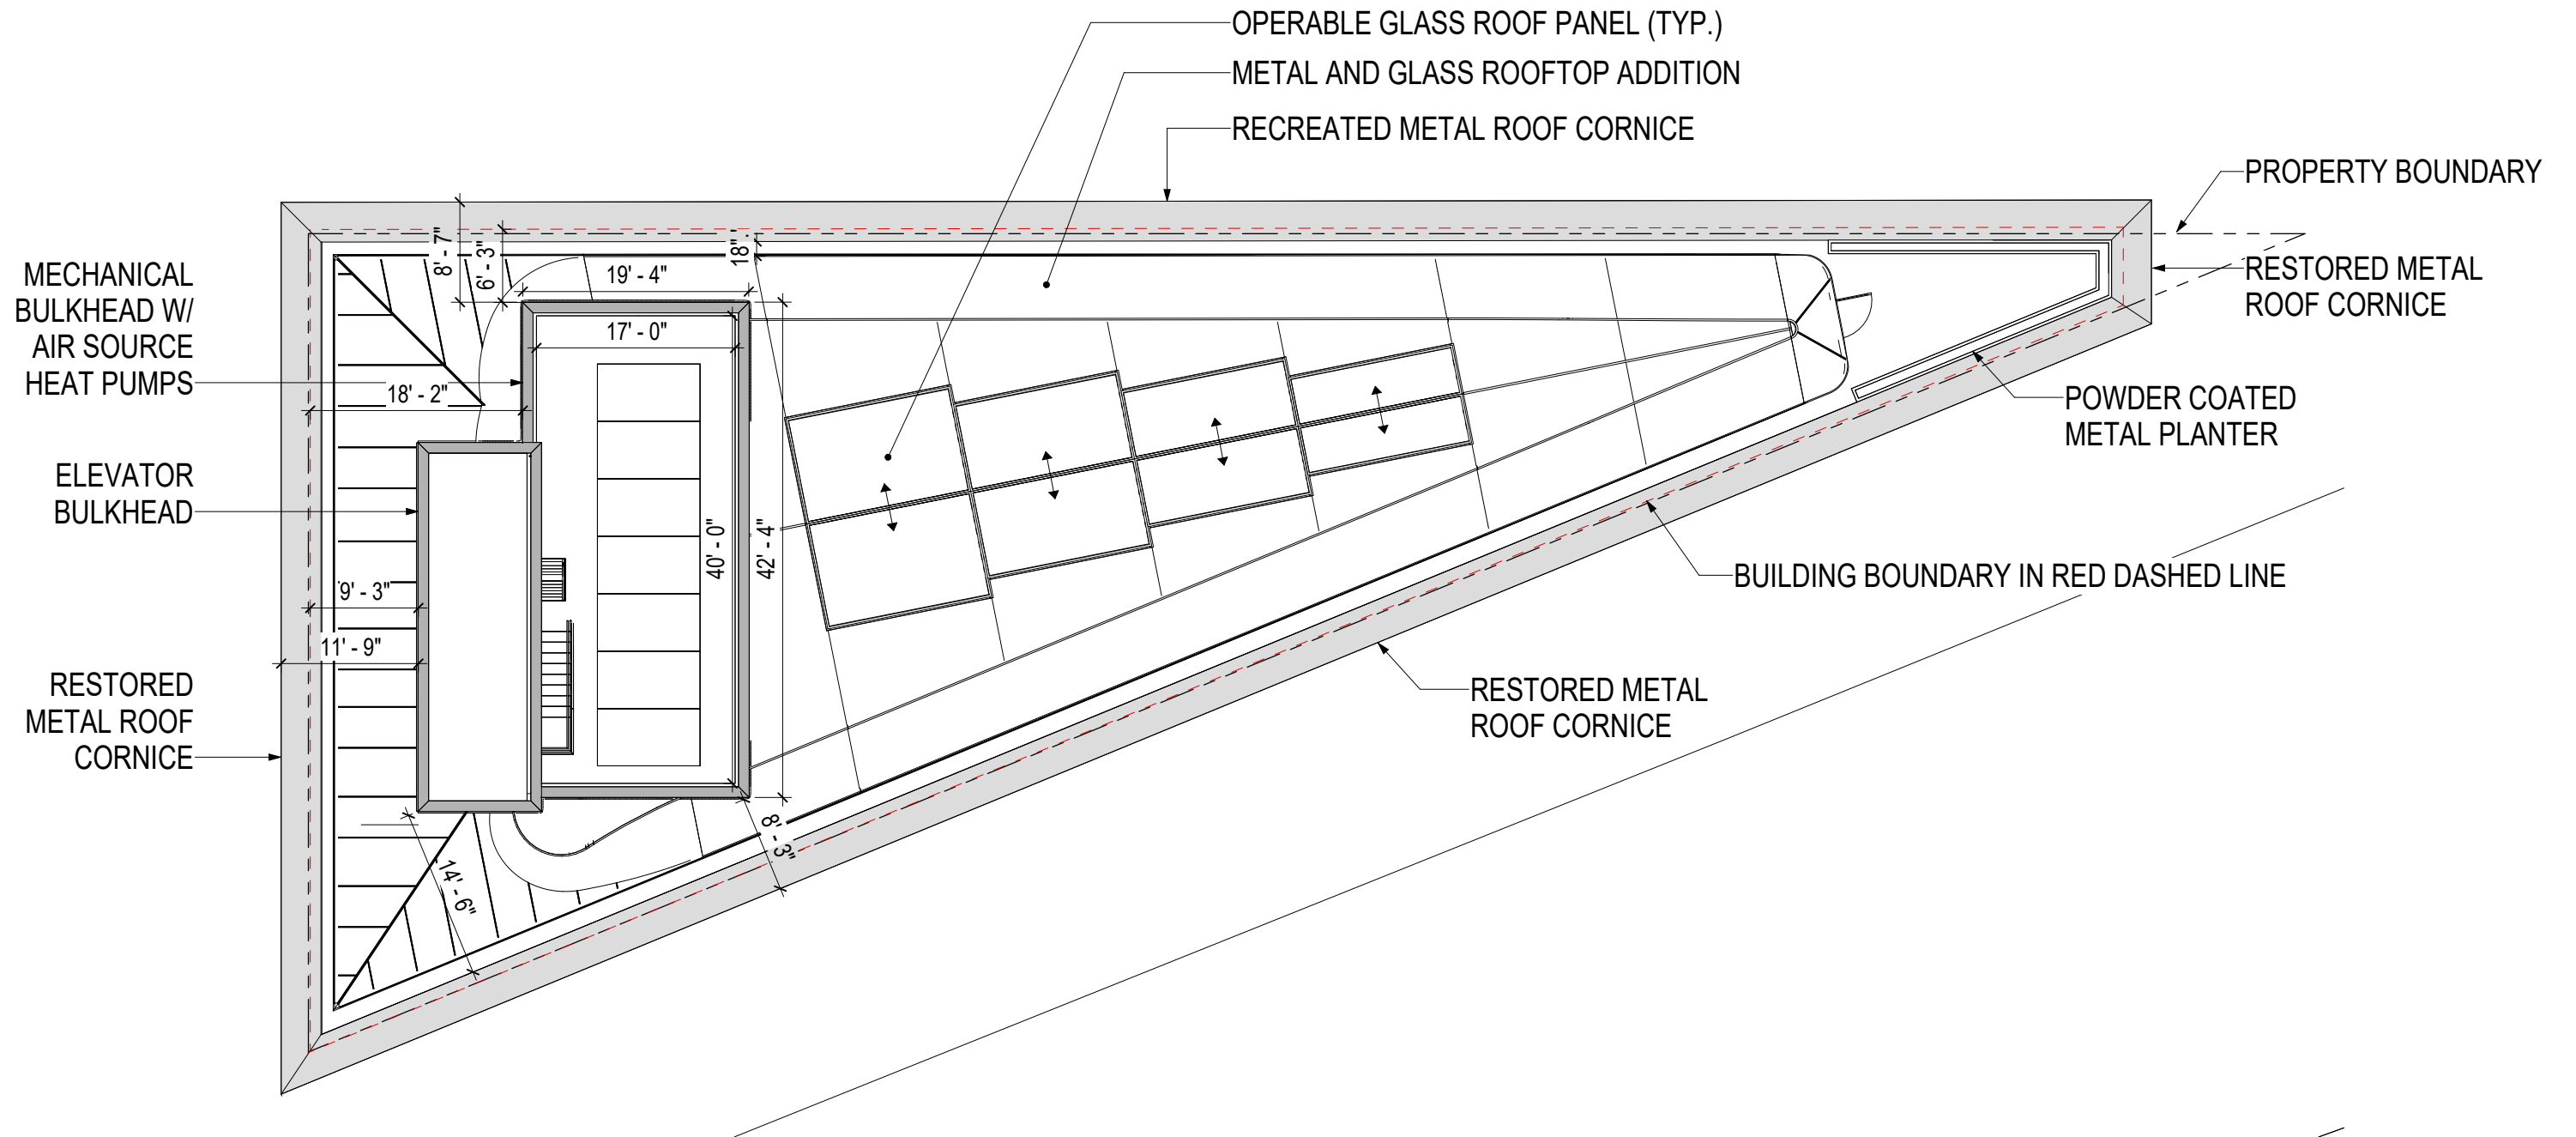 OPERABLE GLASS ROOF PANEL (TYP.)
METAL AND GLASS ROOFTOP ADDITION
RECREATED METAL ROOF CORNICE
PROPERTY BOUNDARY
RESTORED METAL
ROOF CORNICE
MECHANICAL
BULKHEAD W/
AIR SOURCE
HEAT PUMPS
8' - 7"
6' - 3"
18".
19' - 4"
17' - 0"
18' - 2"
POWDER COATED
METAL PLANTER
ELEVATOR
BULKHEAD
40' - 0"
42' - 4"
9' - 3"
11' - 9"
BUILDING BOUNDARY IN RED DASHED LINE
RESTORED
METAL ROOF
CORNICE
RESTORED METAL
ROOF CORNICE
8' - 3"
14' - 6"